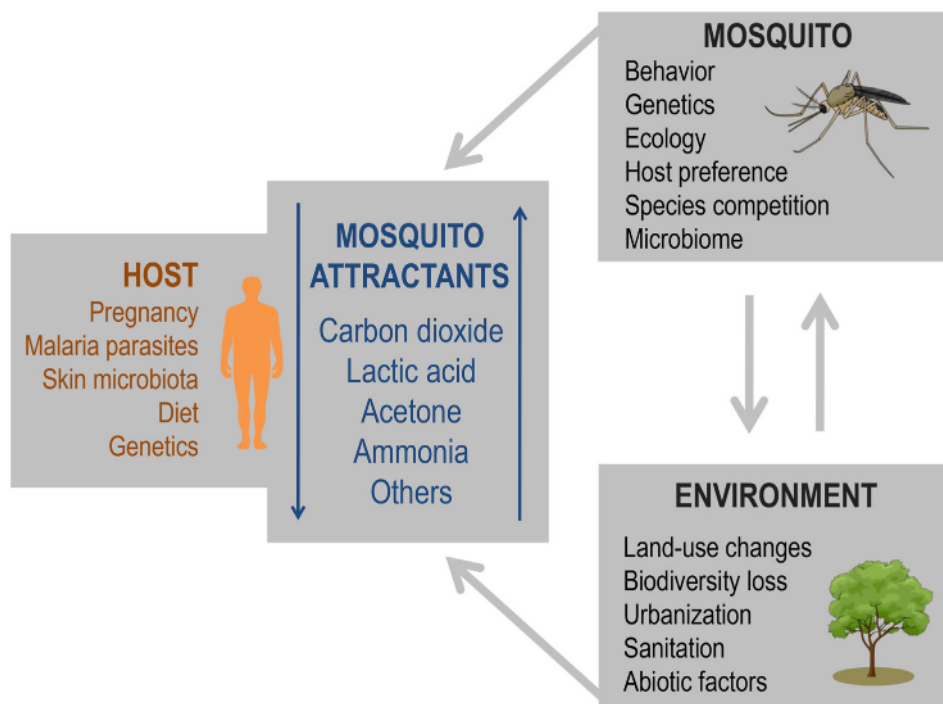 MOSQUITO
Behavior
Genetics
Ecology
Host preference
Species competition
Microbiome
HOST
Pregnancy
Malaria parasites
Skin microbiota
Diet
Genetics
MOSQUITO
ATTRACTANTS
Carbon dioxide
Lactic acid
Acetone
Ammonia
Others
ENVIRONMENT
Land-use changes
Biodiversity loss
Urbanization
Sanitation
Abiotic factors